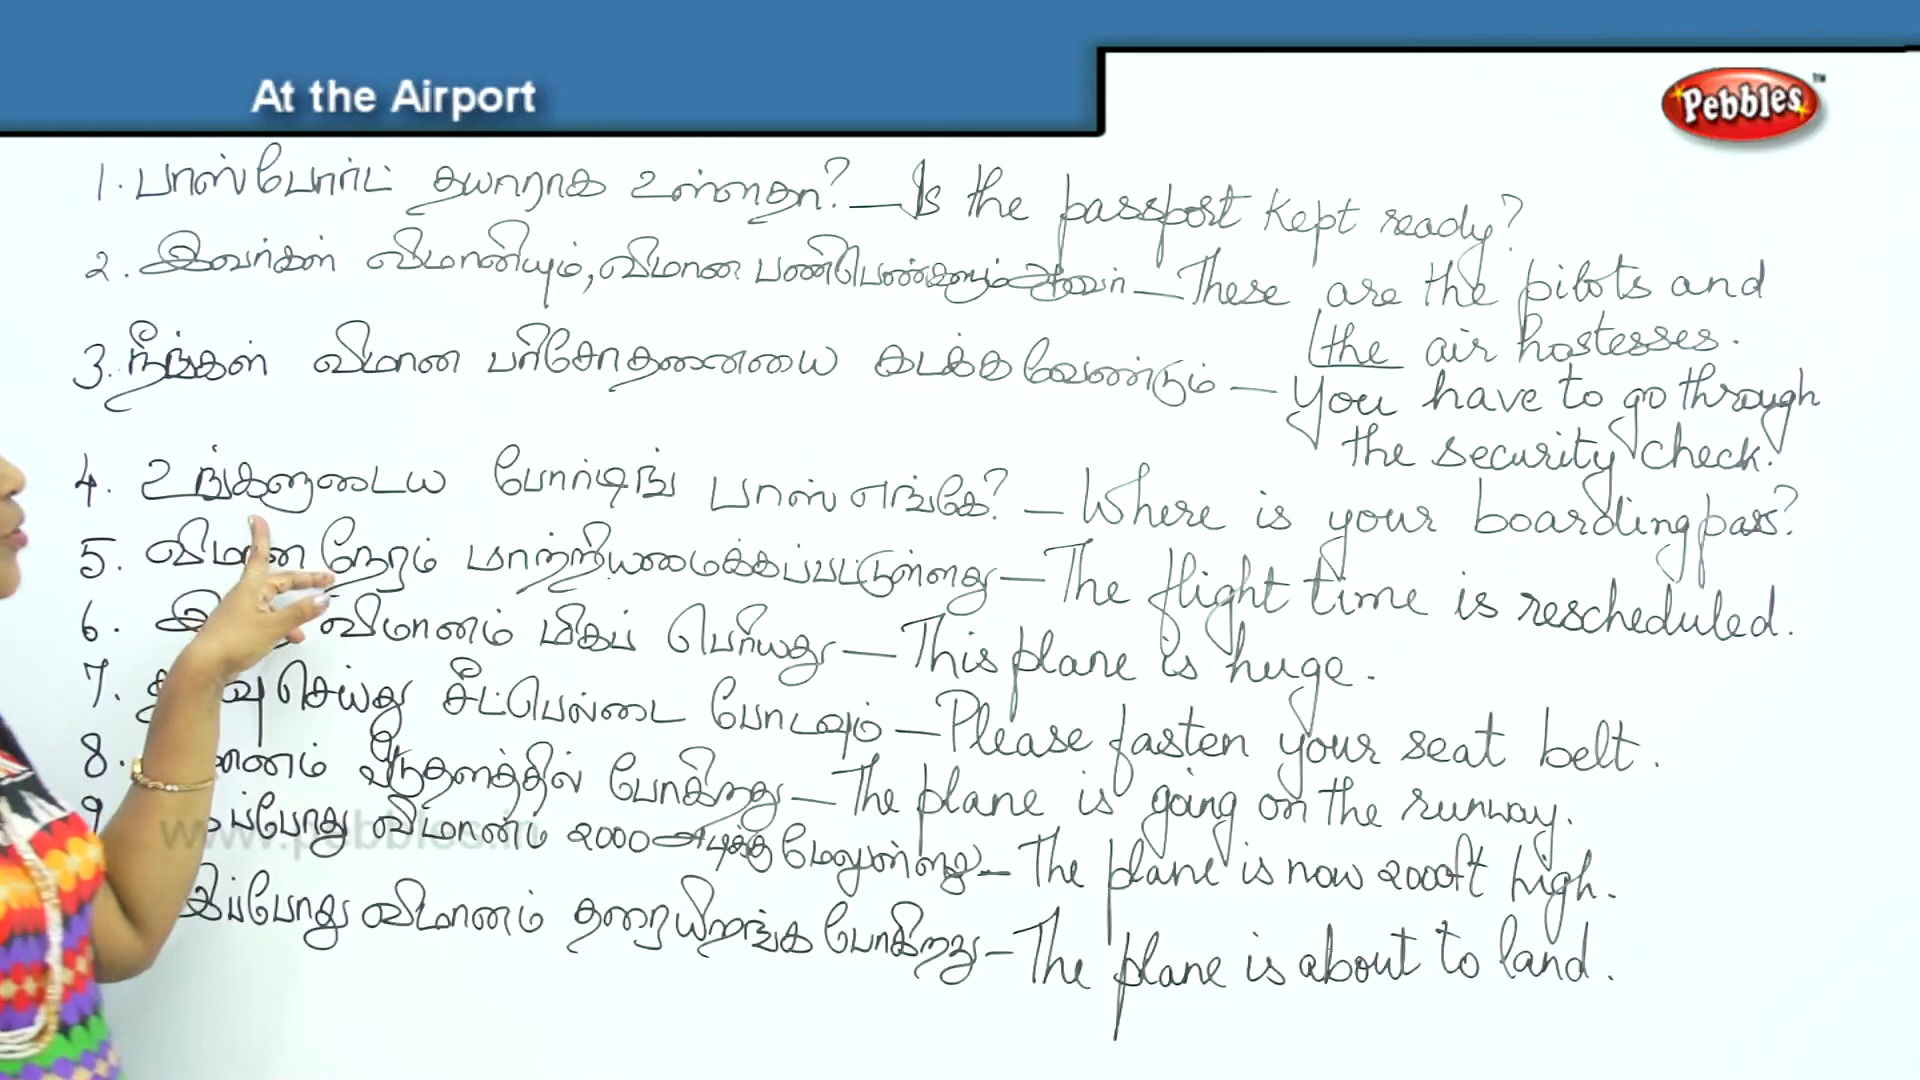 At the Airport
Pebbles™
1. பாஸ்போர்ட் தயாராக உள்ளதா? — Is the passport kept ready?
2. இவர்கள் விமானியும், விமான பணிபெண்களும் ஆவர் — These are the pilots and
the air hostesses.
3. நீங்கள் விமான பரிசோதனையை கடக்க வேண்டும் — You have to go through
the security check.
4. உங்களுடைய போர்டிங் பாஸ் எங்கே? — Where is your boarding pass?
5. விமான நேரம் மாற்றியமைக்கப்பட்டுள்ளது — The flight time is rescheduled.
6. விமானம் மிகப் பெரியது — This plane is huge.
7. செய்து சீட்பெல்டை போடவும் — Please fasten your seat belt.
8. போகிறது — The plane is going on the runway.
9 விமானம் 2000 அடிக்கு மேலுள்ளது — The plane is now 2000ft high.
இப்போது விமானம் தரையிறங்க போகிறது — The plane is about to land.